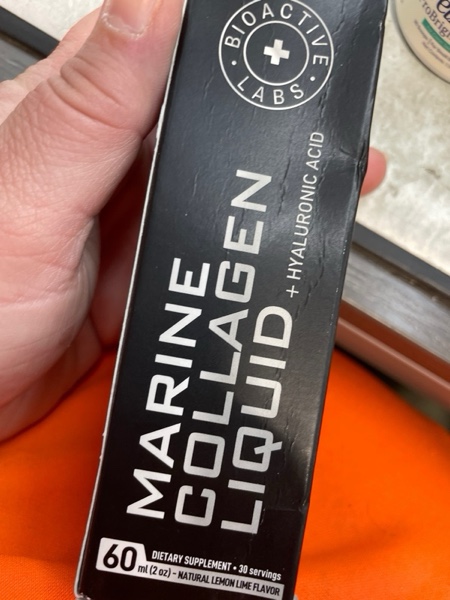 BIOACTIVE
LABS
MARINE
COLLAGEN
LIQUID
+ HYALURONIC ACID
60 ml (2 oz) - NATURAL LEMON LIME FLAVOR
DIETARY SUPPLEMENT • 30 servings